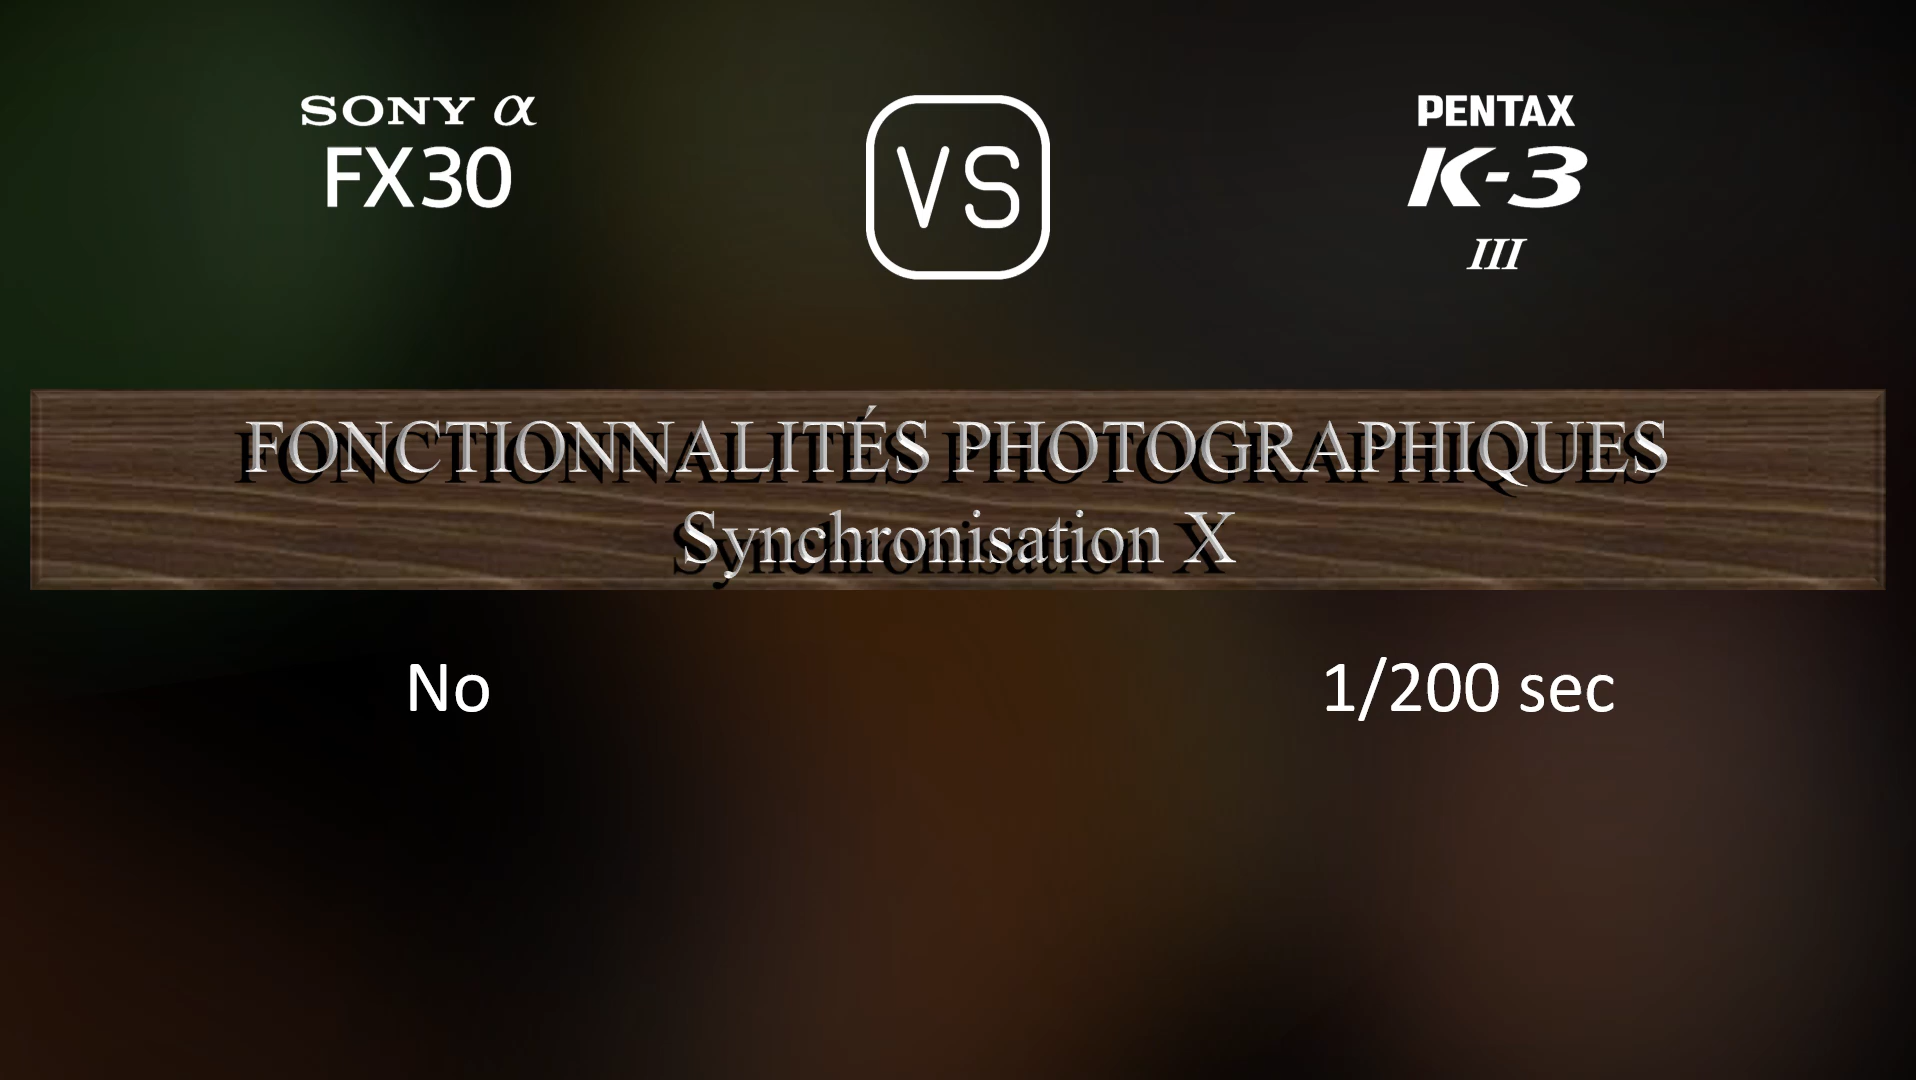 SONY α
FX30
VS
PENTAX
K-3
III
FONCTIONNALITÉS PHOTOGRAPHIQUES
Synchronisation X
No
1/200 sec